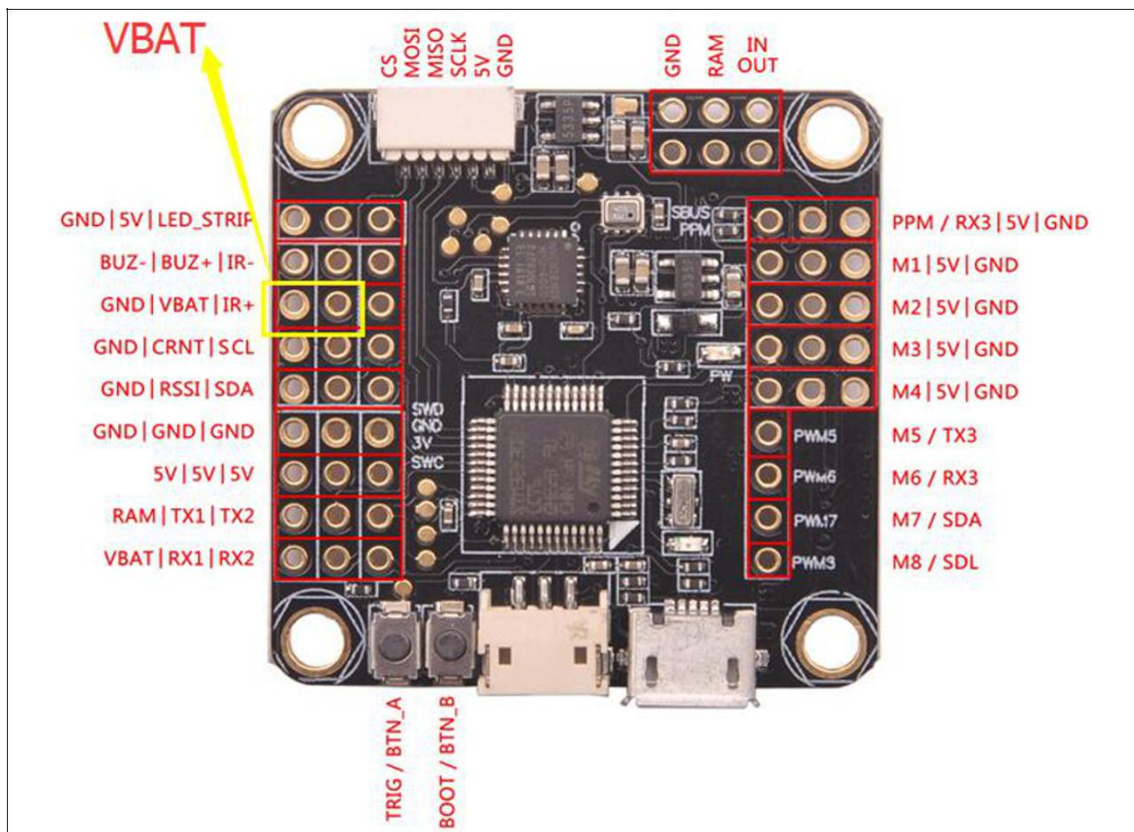 VBAT
CS
MOSI
MISO
SCLK
5V
GND
GND
RAM
IN
OUT
5335P
GND|5V|LED_STRIP
BUZ-|BUZ+|IR-
GND|VBAT|IR+
GND|CRNT|SCL
GND|RSSI|SDA
GND|GND|GND
5V|5V|5V
RAM|TX1|TX2
VBAT|RX1|RX2
SBUS
PPM
PW
SWD
GND
3V
SWC
PWM5
PWM6
PWM17
PWM3
PPM / RX3|5V|GND
M1|5V|GND
M2|5V|GND
M3|5V|GND
M4|5V|GND
M5 / TX3
M6 / RX3
M7 / SDA
M8 / SDL
TRIG / BTN_A
BOOT / BTN_B